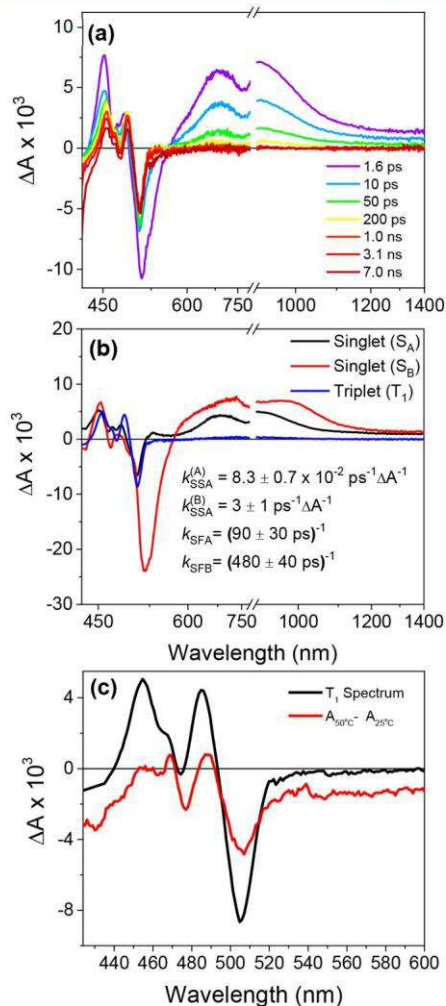 (a)
10
5
0
-5
-10
ΔA x 10³
1.6 ps
10 ps
50 ps
200 ps
1.0 ns
3.1 ns
7.0 ns
450 600 750 1000 1200 1400
(b)
20
10
0
-10
-20
-30
ΔA x 10³
Singlet (S_A)
Singlet (S_B)
Triplet (T₁)
k_SSA^(A) = 8.3 ± 0.7 x 10⁻² ps⁻¹ΔA⁻¹
k_SSA^(B) = 3 ± 1 ps⁻¹ΔA⁻¹
k_SFA = (90 ± 30 ps)⁻¹
k_SFB = (480 ± 40 ps)⁻¹
450 600 750 1000 1200 1400
Wavelength (nm)
(c)
4
0
-4
-8
ΔA x 10³
T₁ Spectrum
A_50°C - A_25°C
440 460 480 500 520 540 560 580 600
Wavelength (nm)